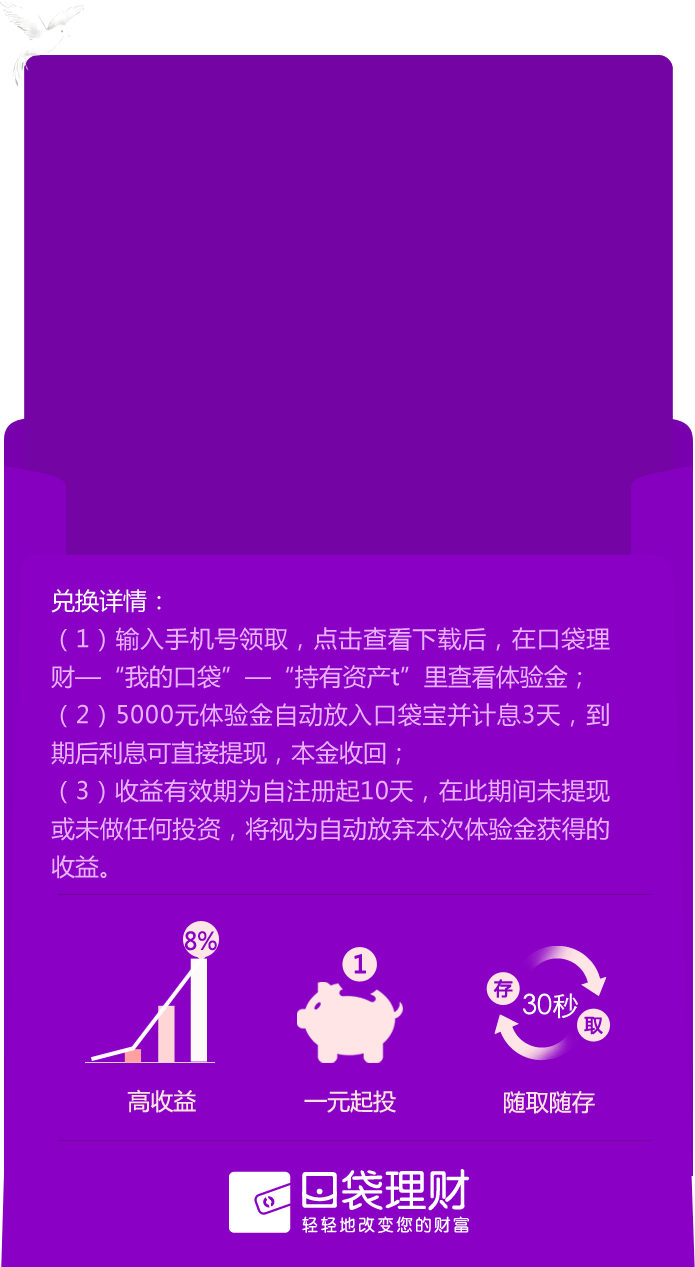 兑换详情：
（1）输入手机号领取，点击查看下载后，在口袋理
财—“我的口袋”—“持有资产t”里查看体验金；
（2）5000元体验金自动放入口袋宝并计息3天，到
期后利息可直接提现，本金收回；
（3）收益有效期为自注册起10天，在此期间未提现
或未做任何投资，将视为自动放弃本次体验金获得的
收益。
8%
1
存
30秒
取
高收益
一元起投
随取随存
口袋理财
轻轻地改变您的财富